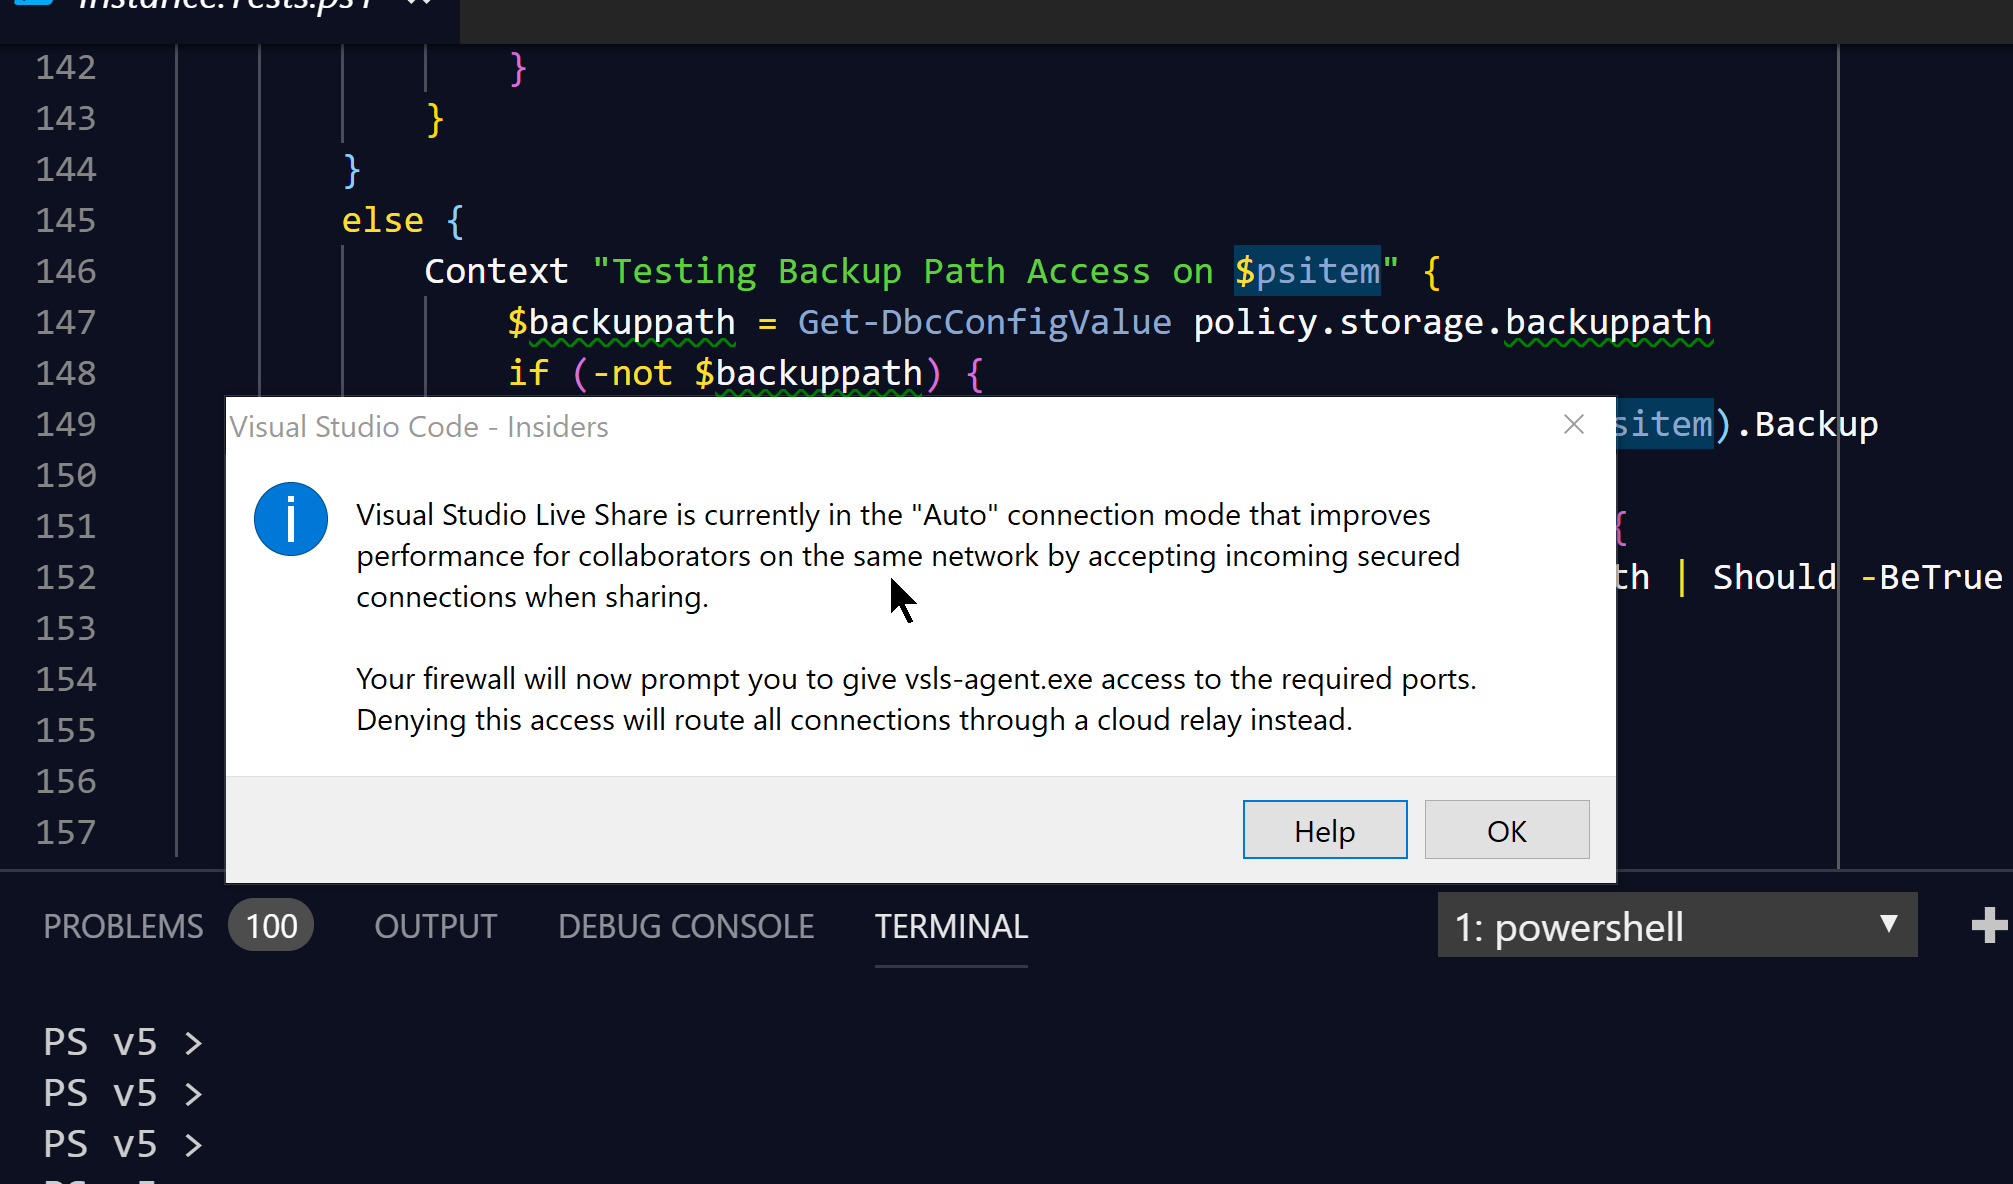 Instance.Tests.ps1
142 }
143 }
144 }
145 else {
146 Context "Testing Backup Path Access on $psitem" {
147 $backuppath = Get-DbcConfigValue policy.storage.backuppath
148 if (-not $backuppath) {
149 sitem).Backup
150
151 {
152 th | Should -BeTrue
153
154
155
156
157
Visual Studio Code - Insiders
Visual Studio Live Share is currently in the "Auto" connection mode that improves
performance for collaborators on the same network by accepting incoming secured
connections when sharing.
Your firewall will now prompt you to give vsls-agent.exe access to the required ports.
Denying this access will route all connections through a cloud relay instead.
Help OK
PROBLEMS 100 OUTPUT DEBUG CONSOLE TERMINAL 1: powershell
PS v5 >
PS v5 >
PS v5 >